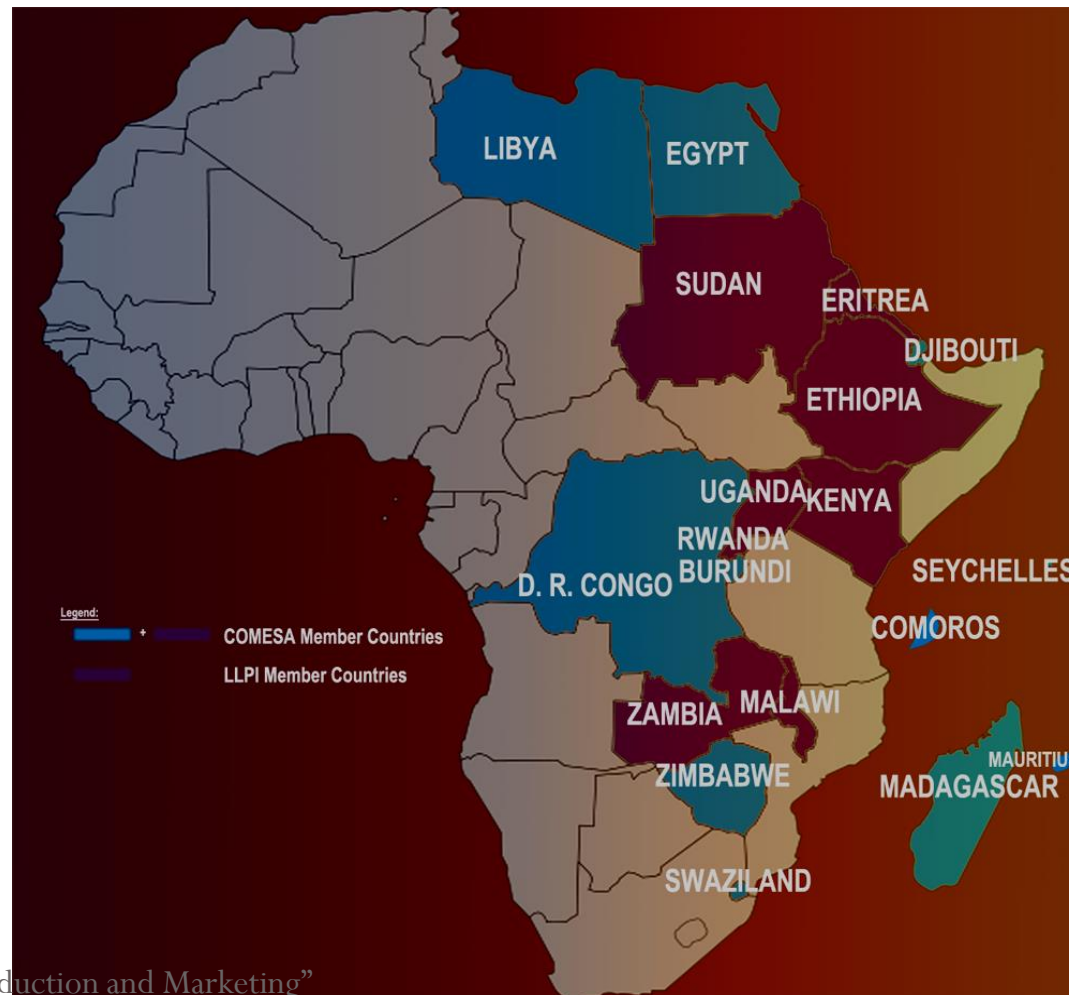 LIBYA
EGYPT
SUDAN
ERITREA
DJIBOUTI
ETHIOPIA
UGANDA
KENYA
RWANDA
BURUNDI
SEYCHELLES
D. R. CONGO
COMOROS
Legend:
+ COMESA Member Countries
LLPI Member Countries
MALAWI
ZAMBIA
MAURITIU
ZIMBABWE
MADAGASCAR
SWAZILAND
duction and Marketing”